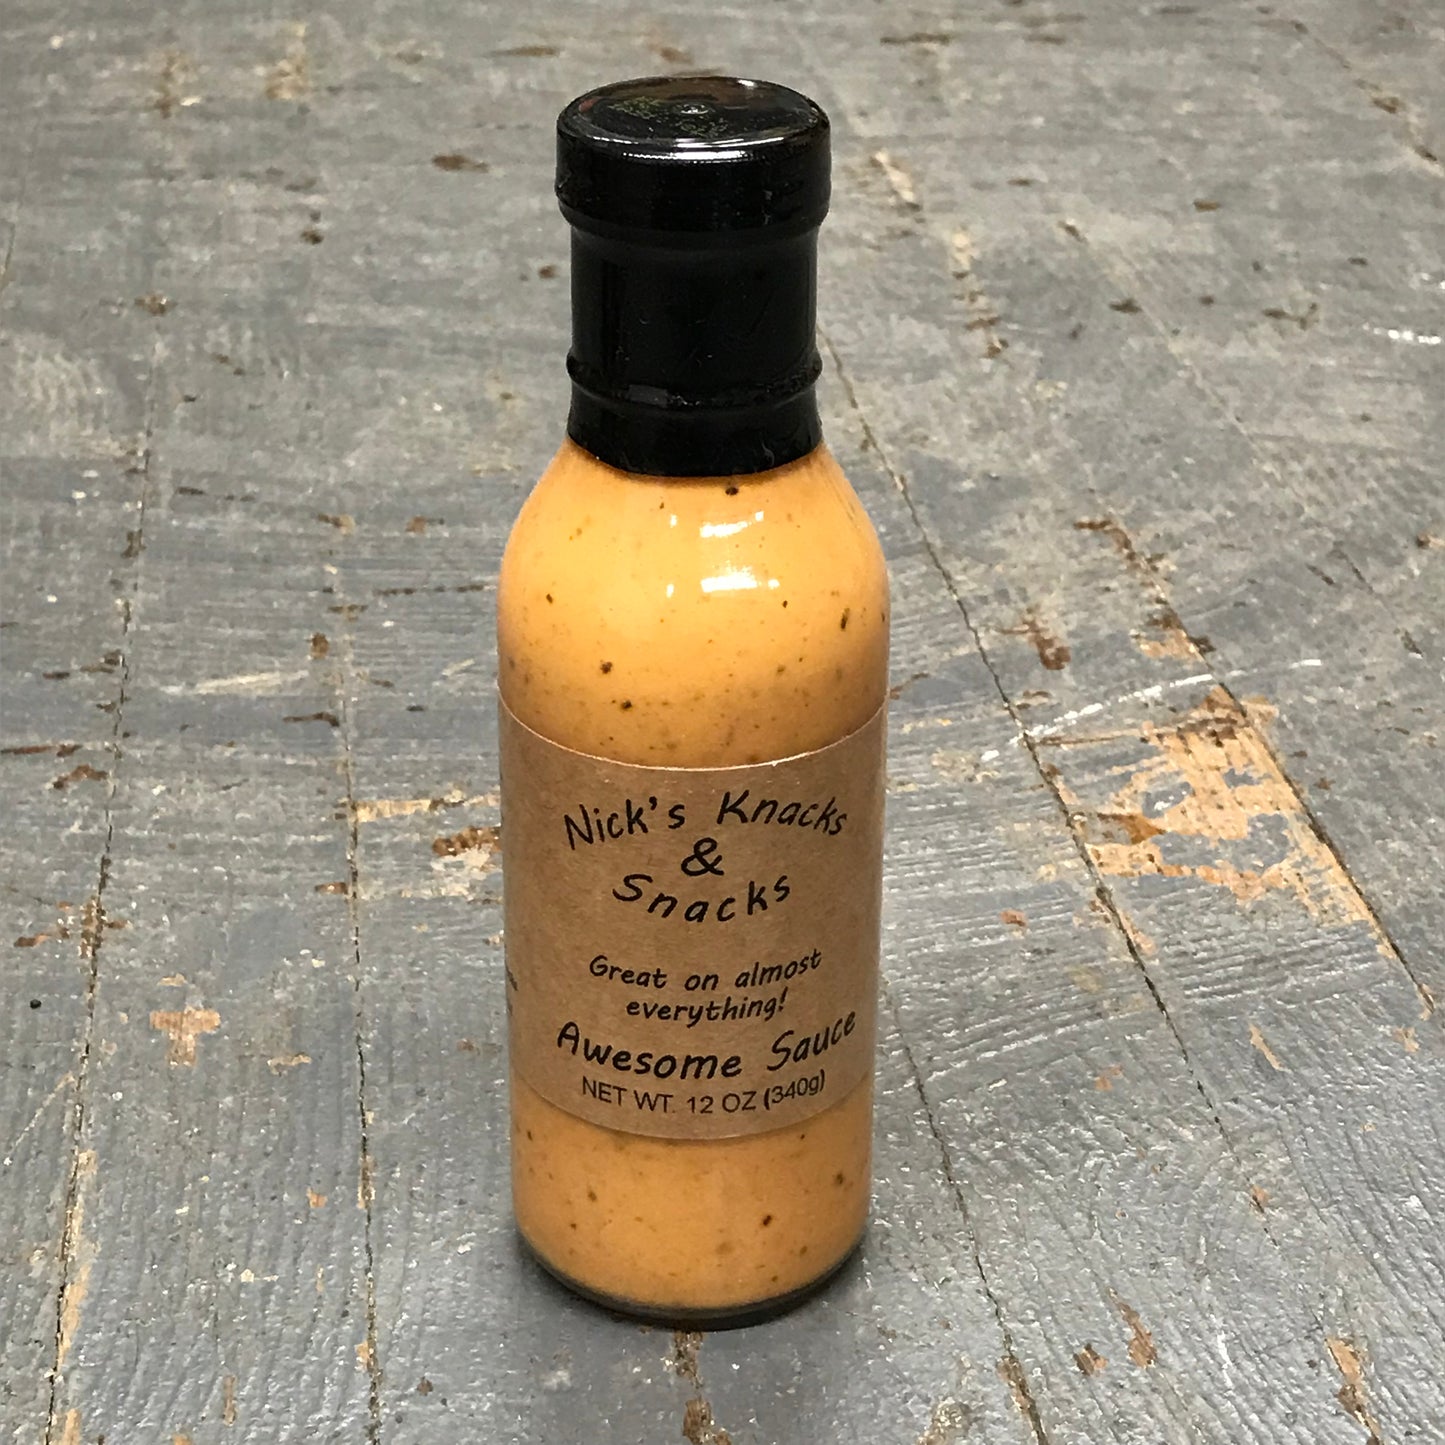 Nick's Knacks
&
Snacks
Great on almost
everything!
Awesome Sauce
NET WT. 12 OZ (340g)